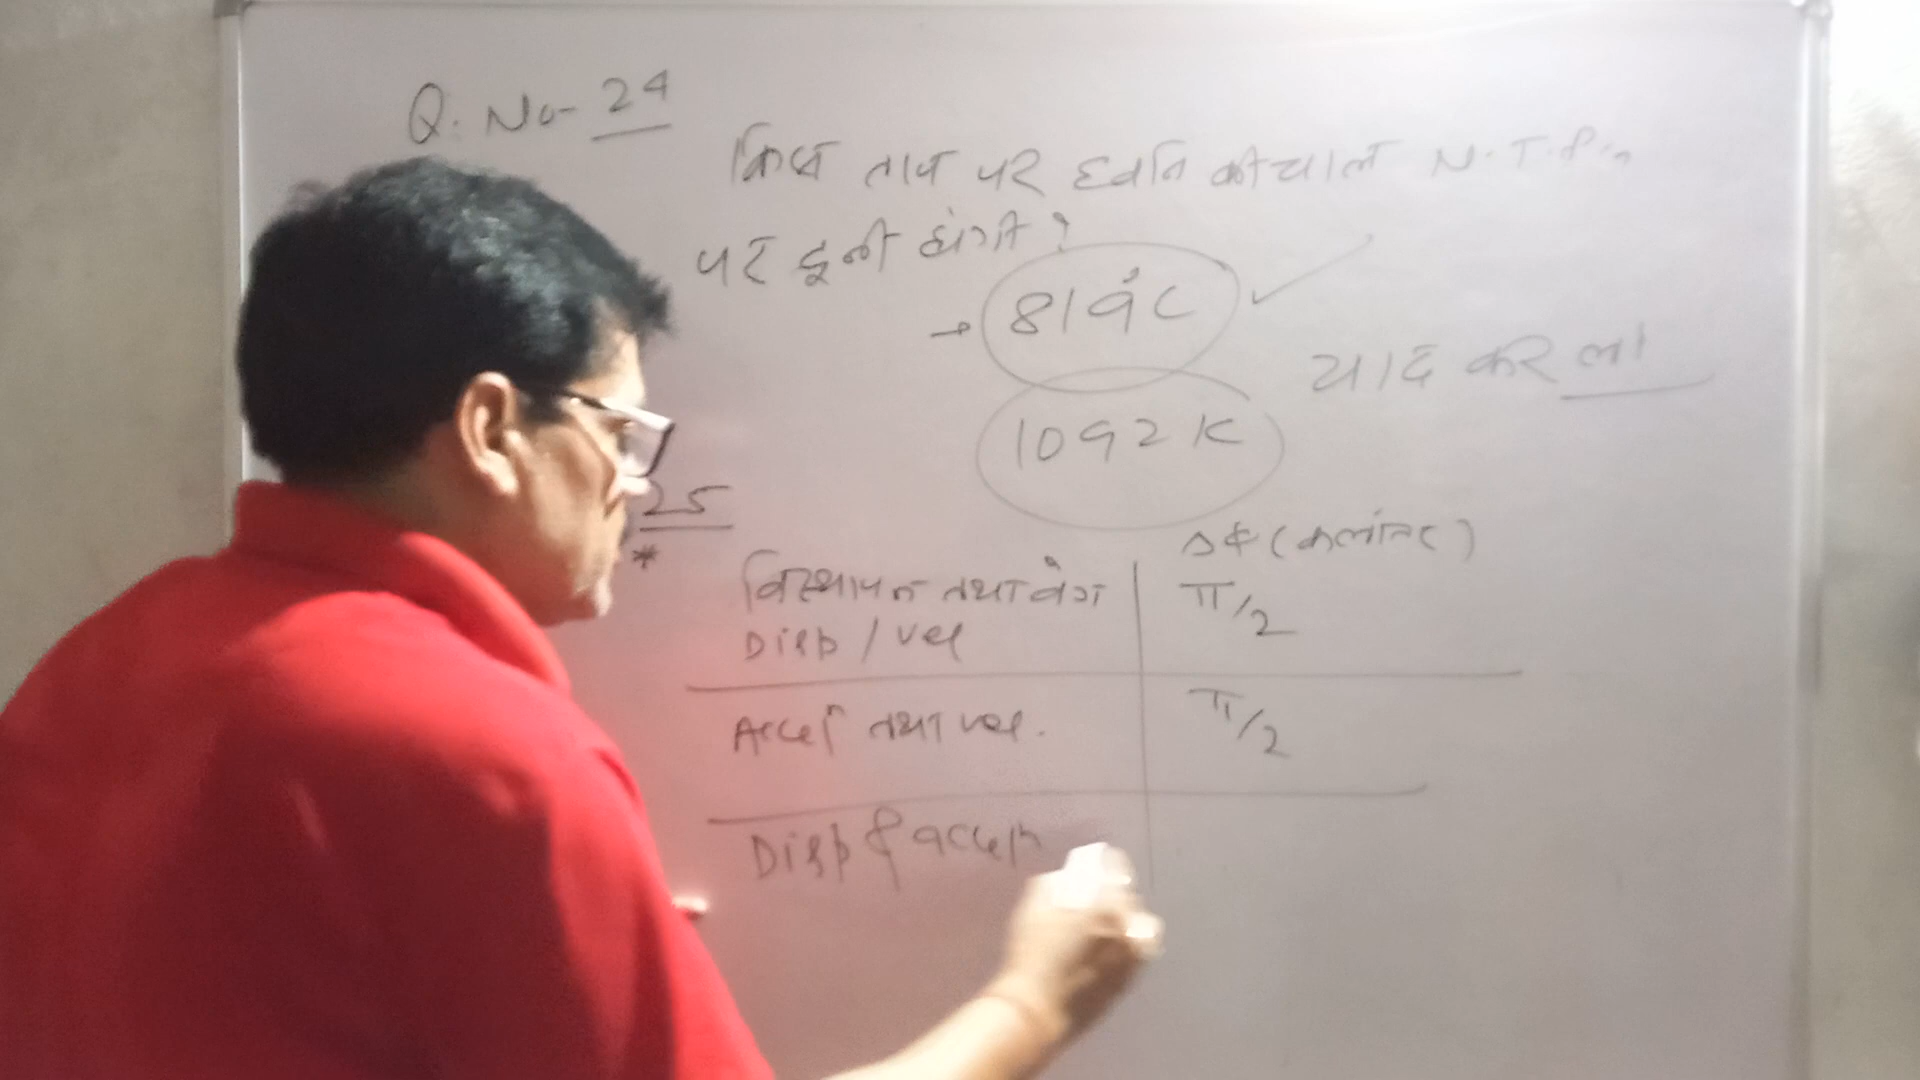 Q. No- 24
किस ताप पर ध्वनि की चाल N.T.P.
पर दूनी होगी ?
→ 819°C ✓
याद कर लो
1092 K
25
*
Δφ (कलांतर)
विस्थापन तथा वेग π/2
Disp / vel
Accel तथा vel. π/2
Disp & accen